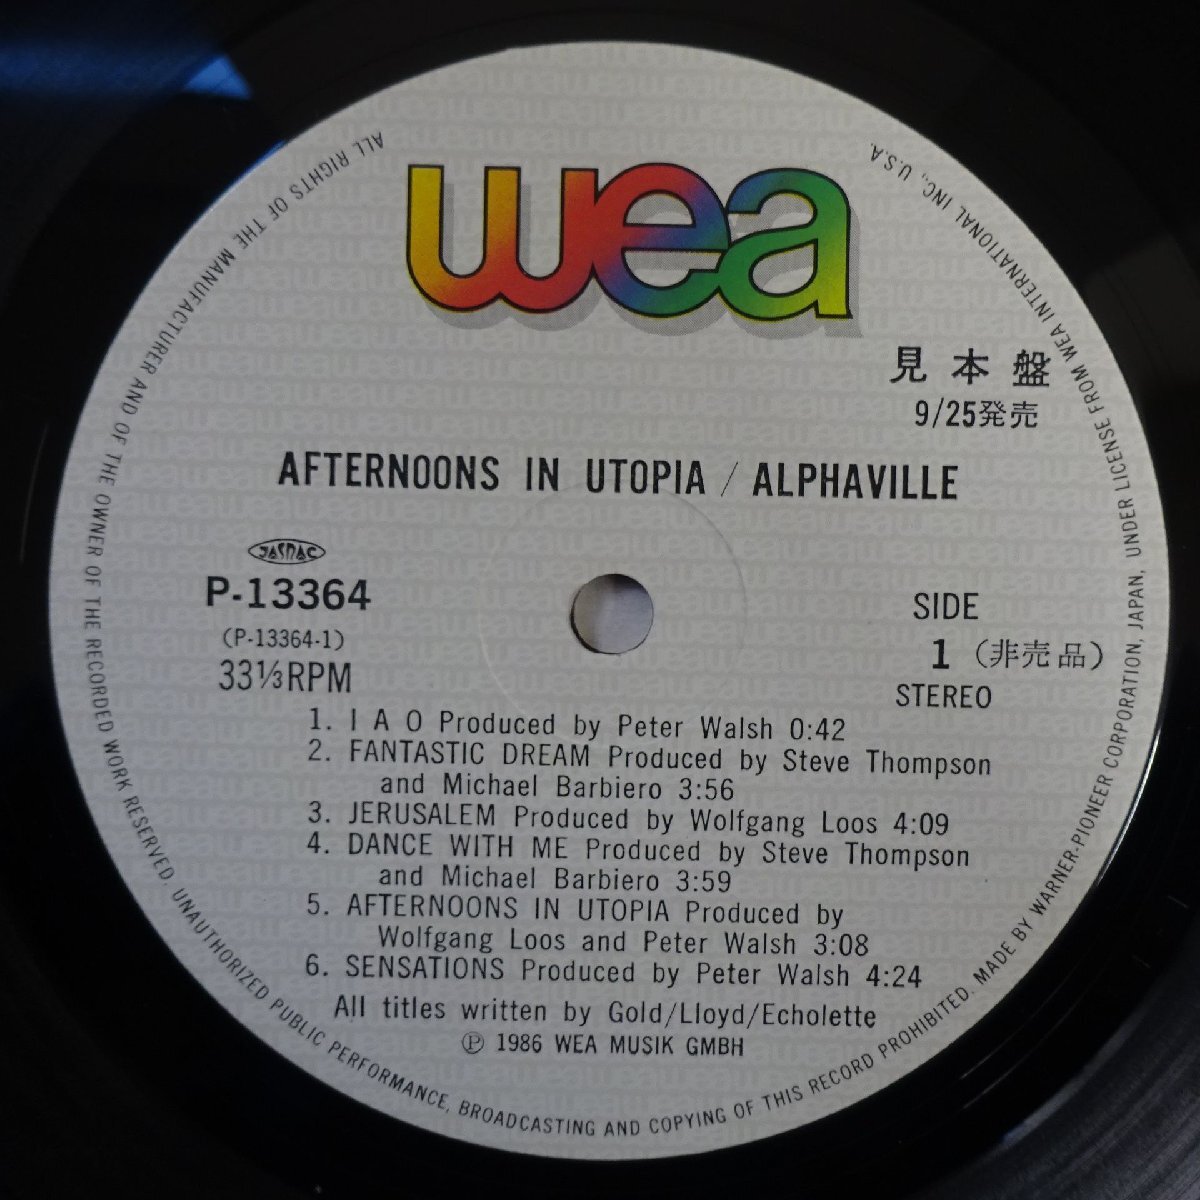 wea
見本盤
9/25発売
AFTERNOONS IN UTOPIA / ALPHAVILLE
JASRAC
P-13364
(P-13364-1)
33⅓RPM
SIDE
1 (非売品)
STEREO
1. I A O Produced by Peter Walsh 0:42
2. FANTASTIC DREAM Produced by Steve Thompson
and Michael Barbiero 3:56
3. JERUSALEM Produced by Wolfgang Loos 4:09
4. DANCE WITH ME Produced by Steve Thompson
and Michael Barbiero 3:59
5. AFTERNOONS IN UTOPIA Produced by
Wolfgang Loos and Peter Walsh 3:08
6. SENSATIONS Produced by Peter Walsh 4:24
All titles written by Gold/Lloyd/Echolette
Ⓟ 1986 WEA MUSIK GMBH
ALL RIGHTS OF THE MANUFACTURER AND OF THE OWNER OF THE RECORDED WORK RESERVED. UNAUTHORIZED PUBLIC PERFORMANCE, BROADCASTING AND COPYING OF THIS RECORD PROHIBITED. MADE BY WARNER-PIONEER CORPORATION, JAPAN, UNDER LICENSE FROM WEA INTERNATIONAL INC., U.S.A.